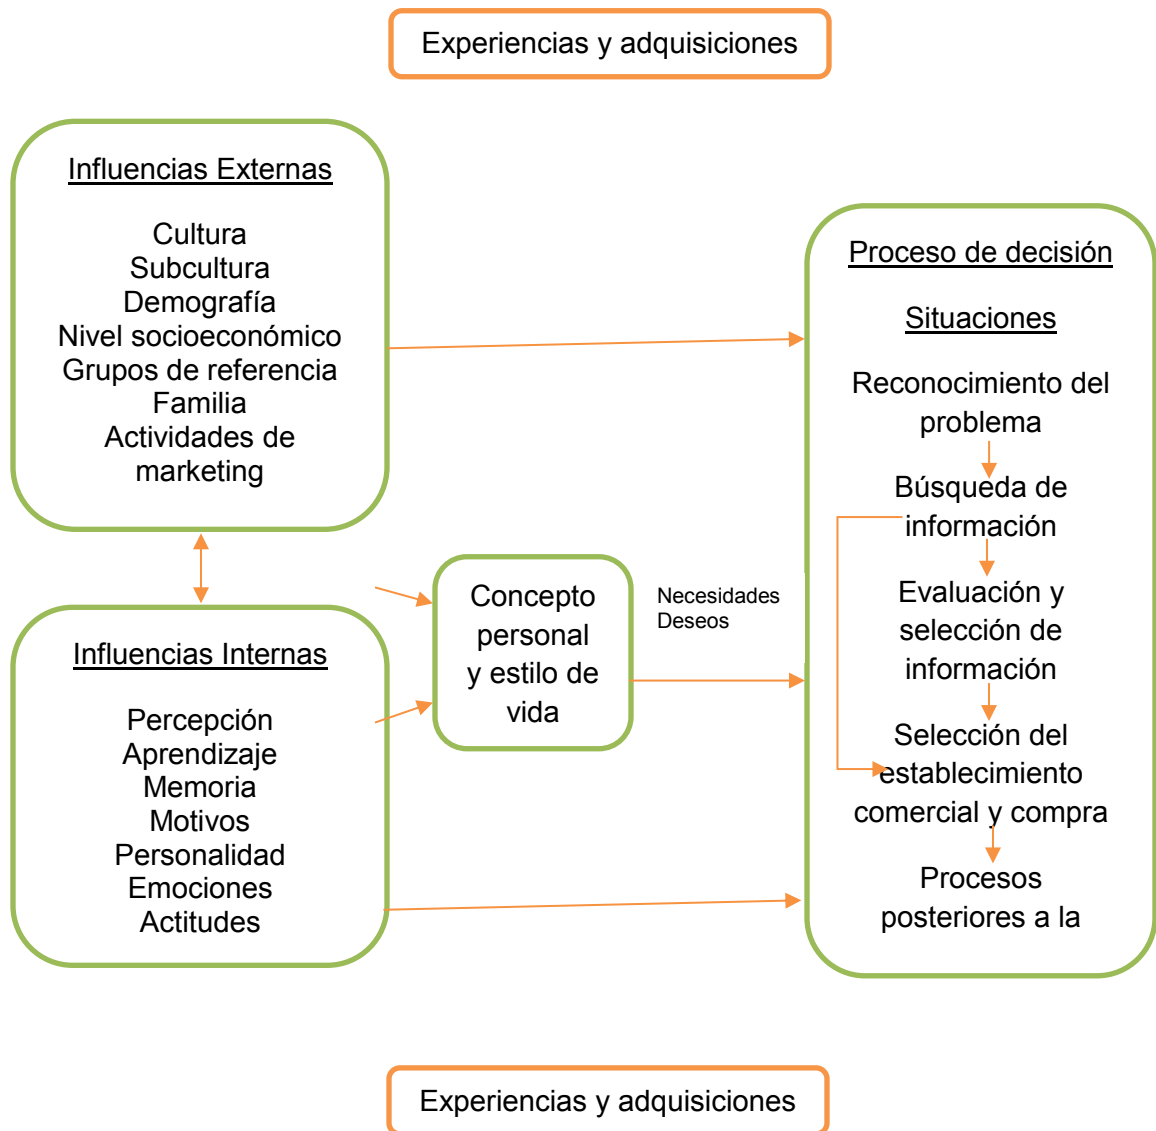 Experiencias y adquisiciones
Influencias Externas
Cultura
Subcultura
Demografía
Nivel socioeconómico
Grupos de referencia
Familia
Actividades de
marketing
Influencias Internas
Percepción
Aprendizaje
Memoria
Motivos
Personalidad
Emociones
Actitudes
Concepto
personal
y estilo de
vida
Necesidades
Deseos
Proceso de decisión
Situaciones
Reconocimiento del
problema
Búsqueda de
información
Evaluación y
selección de
información
Selección del
establecimiento
comercial y compra
Procesos
posteriores a la
Experiencias y adquisiciones